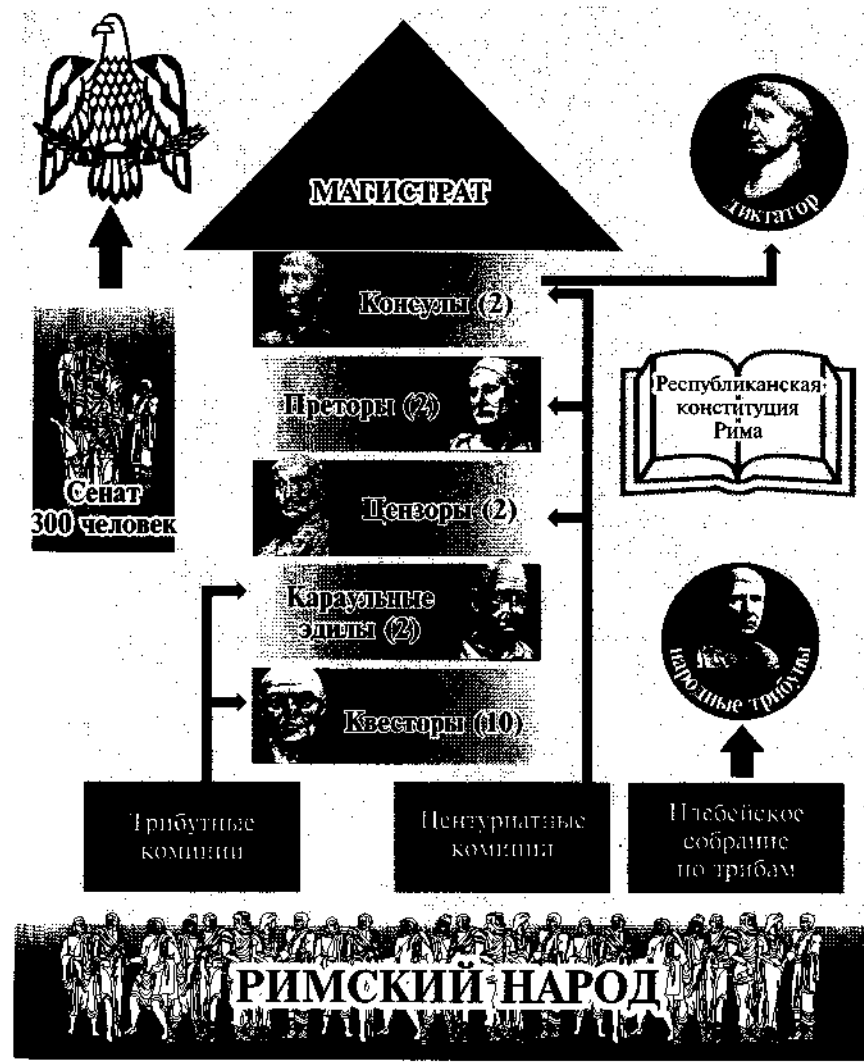 МАГИСТРАТ
диктатор
Консулы (2)
Преторы (2)
Республиканская
конституция
Рима
Сенат
300 человек
Цензоры (2)
Караульные
эдилы (2)
народные трибуны
Квесторы (10)
Трибутные
комиции
Центуриатные
комиции
Плебейское
собрание
по трибам
РИМСКИЙ НАРОД